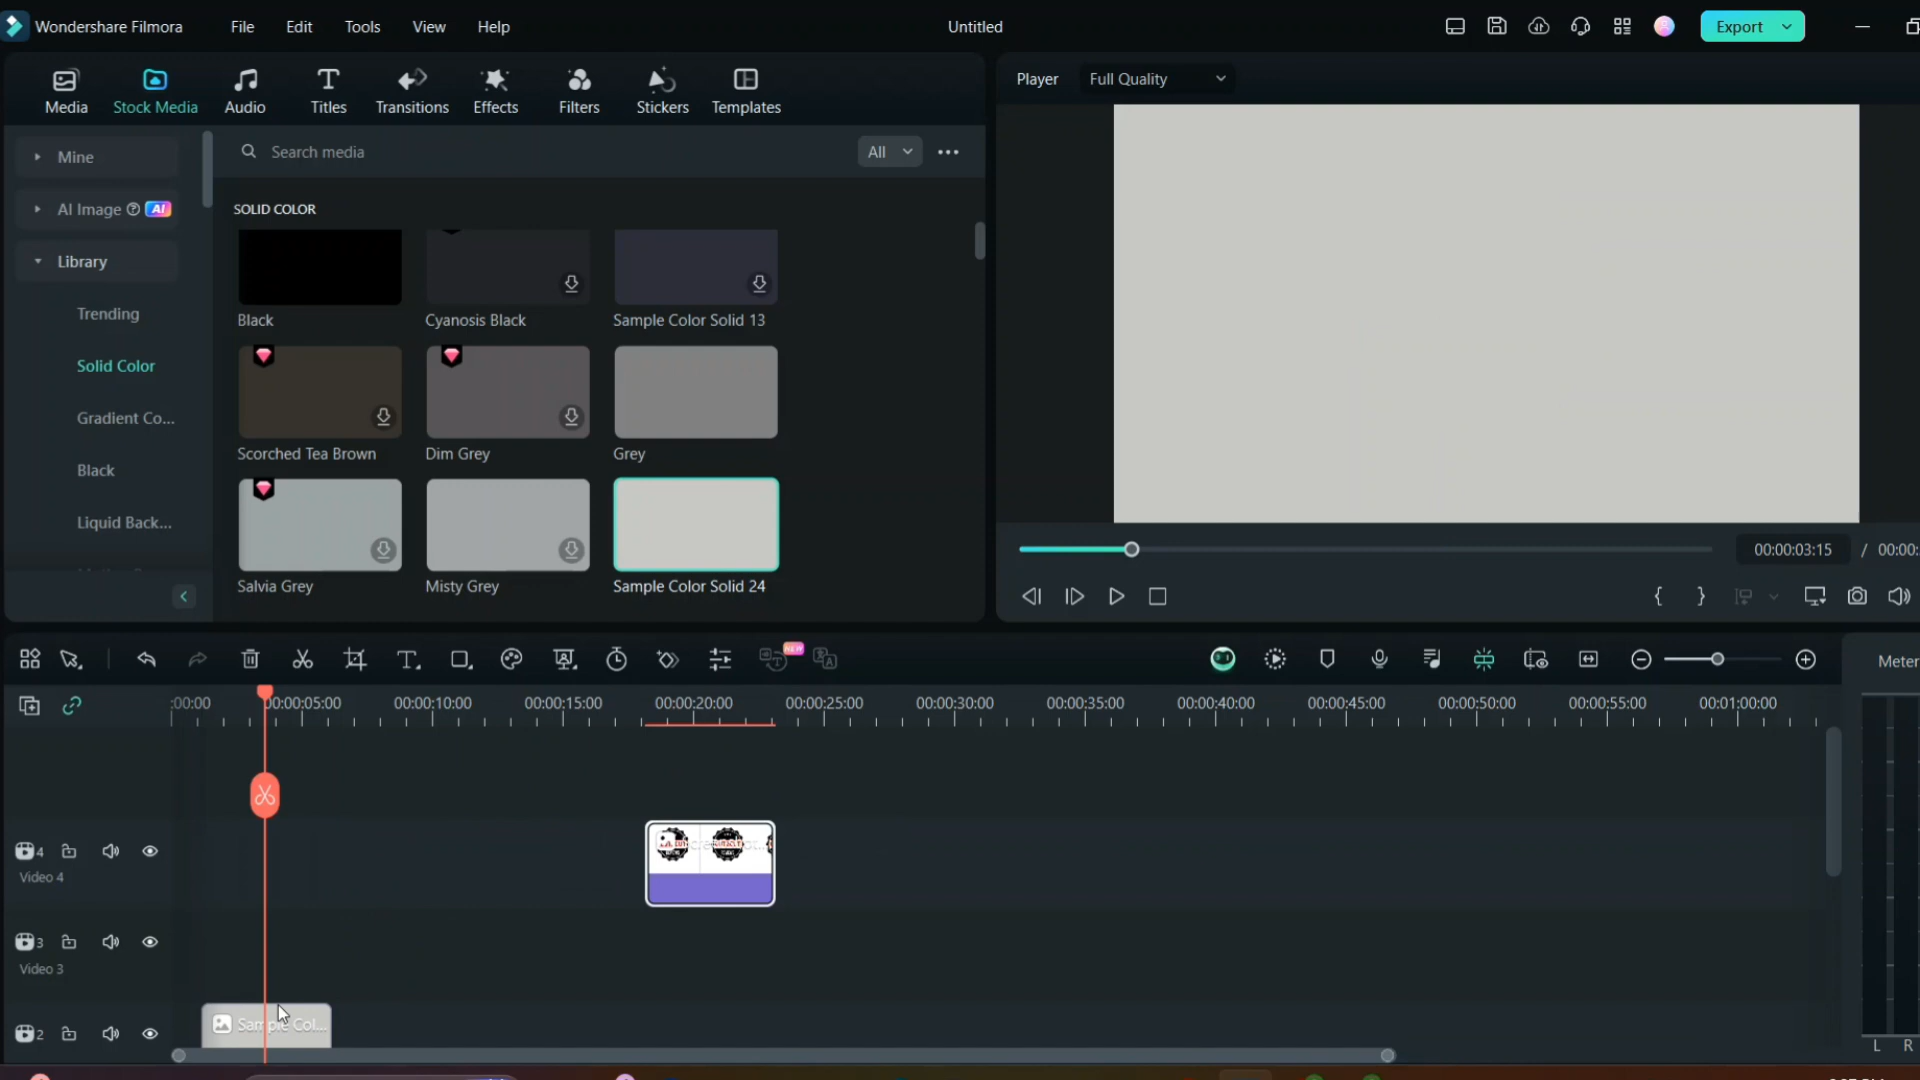 Wondershare Filmora File Edit Tools View Help Untitled Export
Media Stock Media Audio Titles Transitions Effects Filters Stickers Templates
Player Full Quality
Mine
Search media All
AI Image AI
SOLID COLOR
Library
Trending
Black Cyanosis Black Sample Color Solid 13
Solid Color
Gradient Co...
Scorched Tea Brown Dim Grey Grey
Black
Liquid Back...
Salvia Grey Misty Grey Sample Color Solid 24
00:00:03:15 / 00:00:
NEW
Meter
:00:00 00:00:05:00 00:00:10:00 00:00:15:00 00:00:20:00 00:00:25:00 00:00:30:00 00:00:35:00 00:00:40:00 00:00:45:00 00:00:50:00 00:00:55:00 00:01:00:00
4
Video 4
3
Video 3
2
Sample Col...
L R